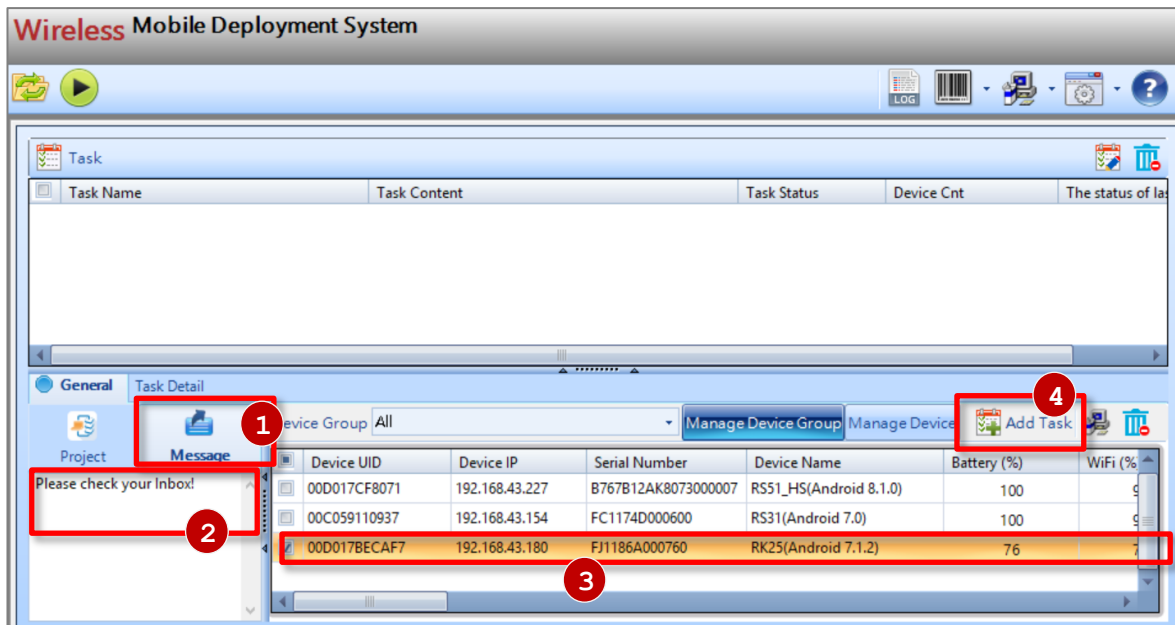 Wireless Mobile Deployment System
LOG
?
Task
Task Name Task Content Task Status Device Cnt The status of las
General Task Detail
1 evice Group All Manage Device Group Manage Device 4 Add Task
Project Message
Device UID Device IP Serial Number Device Name Battery (%) WiFi (%
Please check your Inbox!
2
00D017CF8071 192.168.43.227 B767B12AK8073000007 RS51_HS(Android 8.1.0) 100 9
00C059110937 192.168.43.154 FC1174D000600 RS31(Android 7.0) 100 9
00D017BECAF7 192.168.43.180 FJ1186A000760 RK25(Android 7.1.2) 76 7
3